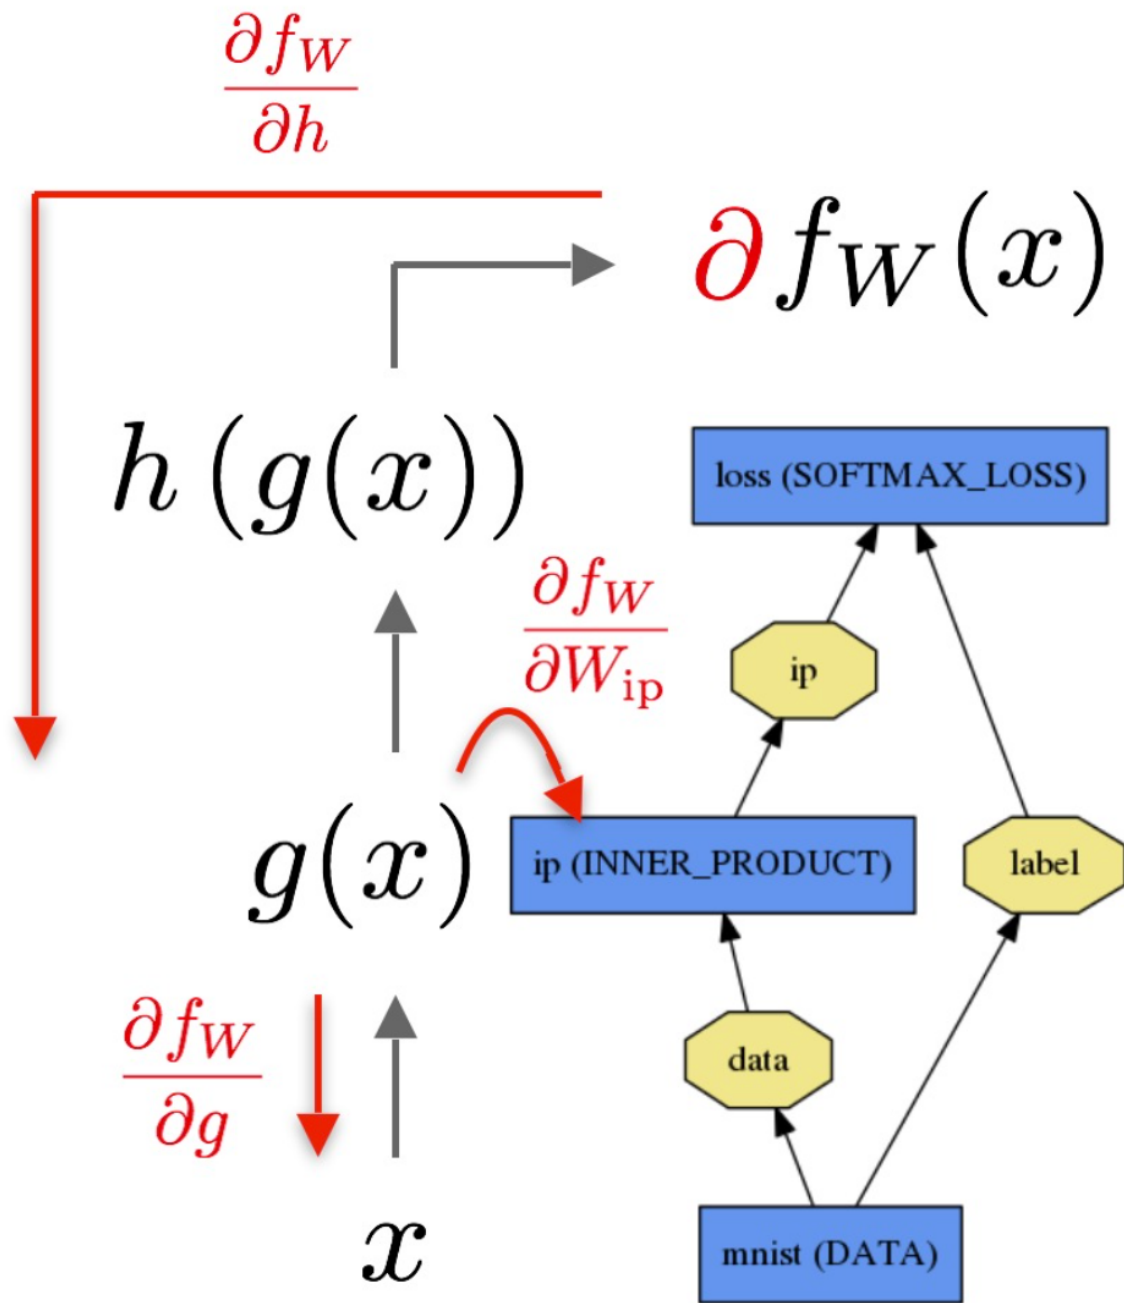 ∂f_W/∂h
∂f_W(x)
h(g(x))
loss (SOFTMAX_LOSS)
∂f_W/∂W_ip
ip
g(x)
ip (INNER_PRODUCT)
label
∂f_W/∂g
data
x
mnist (DATA)